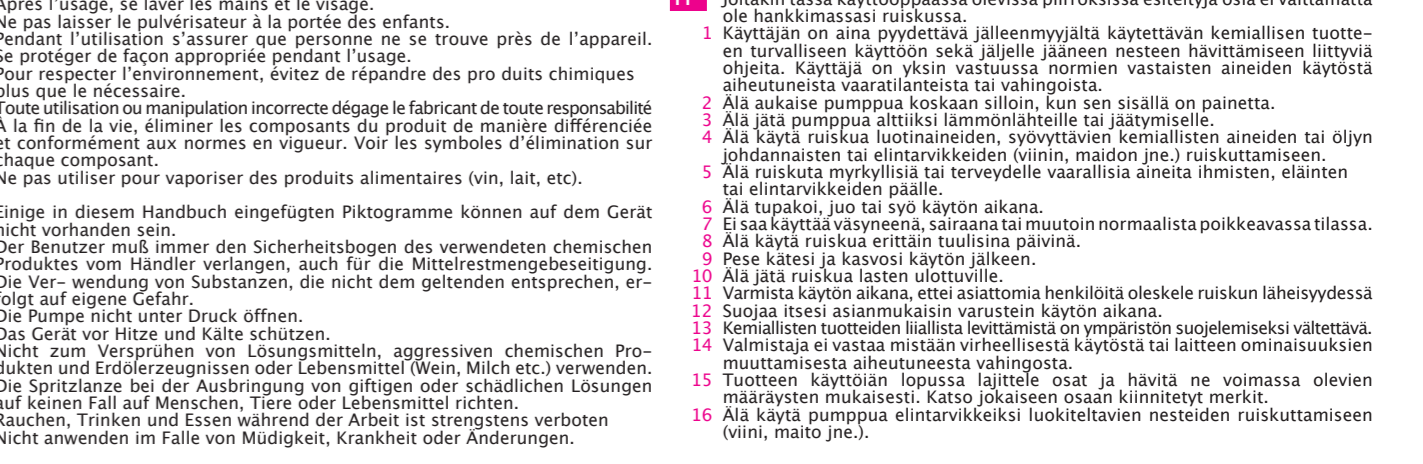 Après l'usage, se laver les mains et le visage.
Ne pas laisser le pulvérisateur à la portée des enfants.
Pendant l'utilisation s'assurer que personne ne se trouve près de l'appareil.
Se protéger de façon appropriée pendant l'usage.
Pour respecter l'environnement, évitez de répandre des pro duits chimiques
plus que le nécessaire.
Toute utilisation ou manipulation incorrecte dégage le fabricant de toute responsabilité
À la fin de la vie, éliminer les composants du produit de manière différenciée
et conformément aux normes en vigueur. Voir les symboles d'élimination sur
chaque composant.
Ne pas utiliser pour vaporiser des produits alimentaires (vin, lait, etc).
Einige in diesem Handbuch eingefügten Piktogramme können auf dem Gerät
nicht vorhanden sein.
Der Benutzer muß immer den Sicherheitsbogen des verwendeten chemischen
Produktes vom Händler verlangen, auch für die Mittelrestmengebeseitigung.
Die Ver- wendung von Substanzen, die nicht dem geltenden entsprechen, er-
folgt auf eigene Gefahr.
Die Pumpe nicht unter Druck öffnen.
Das Gerät vor Hitze und Kälte schützen.
Nicht zum Versprühen von Lösungsmitteln, aggressiven chemischen Pro-
dukten und Erdölerzeugnissen oder Lebensmittel (Wein, Milch etc.) verwenden.
Die Spritzlanze bei der Ausbringung von giftigen oder schädlichen Lösungen
auf keinen Fall auf Menschen, Tiere oder Lebensmittel richten.
Rauchen, Trinken und Essen während der Arbeit ist strengstens verboten
Nicht anwenden im Falle von Müdigkeit, Krankheit oder Änderungen.
Joitakin tässä käyttöoppaassa olevissa piirroksissa esiteltyjä osia ei välttämättä
ole hankkimassasi ruiskussa.
1 Käyttäjän on aina pyydettävä jälleenmyyjältä käytettävän kemiallisen tuotte-
en turvalliseen käyttöön sekä jäljelle jääneen nesteen hävittämiseen liittyviä
ohjeita. Käyttäjä on yksin vastuussa normien vastaisten aineiden käytöstä
aiheutuneista vaaratilanteista tai vahingoista.
2 Älä aukaise pumppua koskaan silloin, kun sen sisällä on painetta.
3 Älä jätä pumppua alttiiksi lämmönlähteille tai jäätymiselle.
4 Älä käytä ruiskua luotinaineiden, syövyttävien kemiallisten aineiden tai öljyn
johdannaisten tai elintarvikkeiden (viinin, maidon jne.) ruiskuttamiseen.
5 Älä ruiskuta myrkyllisiä tai terveydelle vaarallisia aineita ihmisten, eläinten
tai elintarvikkeiden päälle.
6 Älä tupakoi, juo tai syö käytön aikana.
7 Ei saa käyttää väsyneenä, sairaana tai muutoin normaalista poikkeavassa tilassa.
8 Älä käytä ruiskua erittäin tuulisina päivinä.
9 Pese kätesi ja kasvosi käytön jälkeen.
10 Älä jätä ruiskua lasten ulottuville.
11 Varmista käytön aikana, ettei asiattomia henkilöitä oleskele ruiskun läheisyydessä
12 Suojaa itsesi asianmukaisin varustein käytön aikana.
13 Kemiallisten tuotteiden liiallista levittämistä on ympäristön suojelemiseksi vältettävä.
14 Valmistaja ei vastaa mistään virheellisestä käytöstä tai laitteen ominaisuuksien
muuttamisesta aiheutuneesta vahingosta.
15 Tuotteen käyttöiän lopussa lajittele osat ja hävitä ne voimassa olevien
määräysten mukaisesti. Katso jokaiseen osaan kiinnitetyt merkit.
16 Älä käytä pumppua elintarvikkeiksi luokiteltavien nesteiden ruiskuttamiseen
(viini, maito jne.).